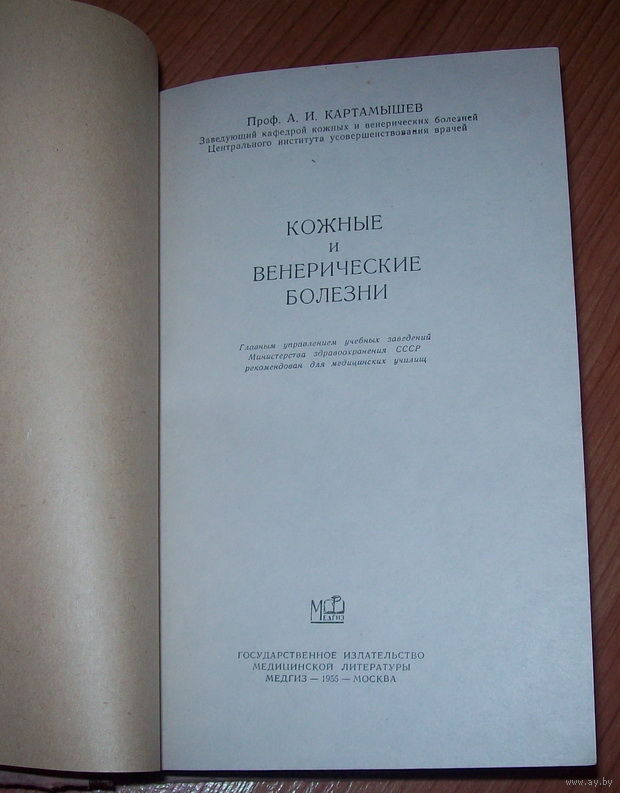 Проф. А. И. КАРТАМЫШЕВ
Заведующий кафедрой кожных и венерических болезней
Центрального института усовершенствования врачей
КОЖНЫЕ
И
ВЕНЕРИЧЕСКИЕ
БОЛЕЗНИ
Главным управлением учебных заведений
Министерства здравоохранения СССР
рекомендован для медицинских училищ
МЕДГИЗ
ГОСУДАРСТВЕННОЕ ИЗДАТЕЛЬСТВО
МЕДИЦИНСКОЙ ЛИТЕРАТУРЫ
МЕДГИЗ — 1955 — МОСКВА
www.ay.by